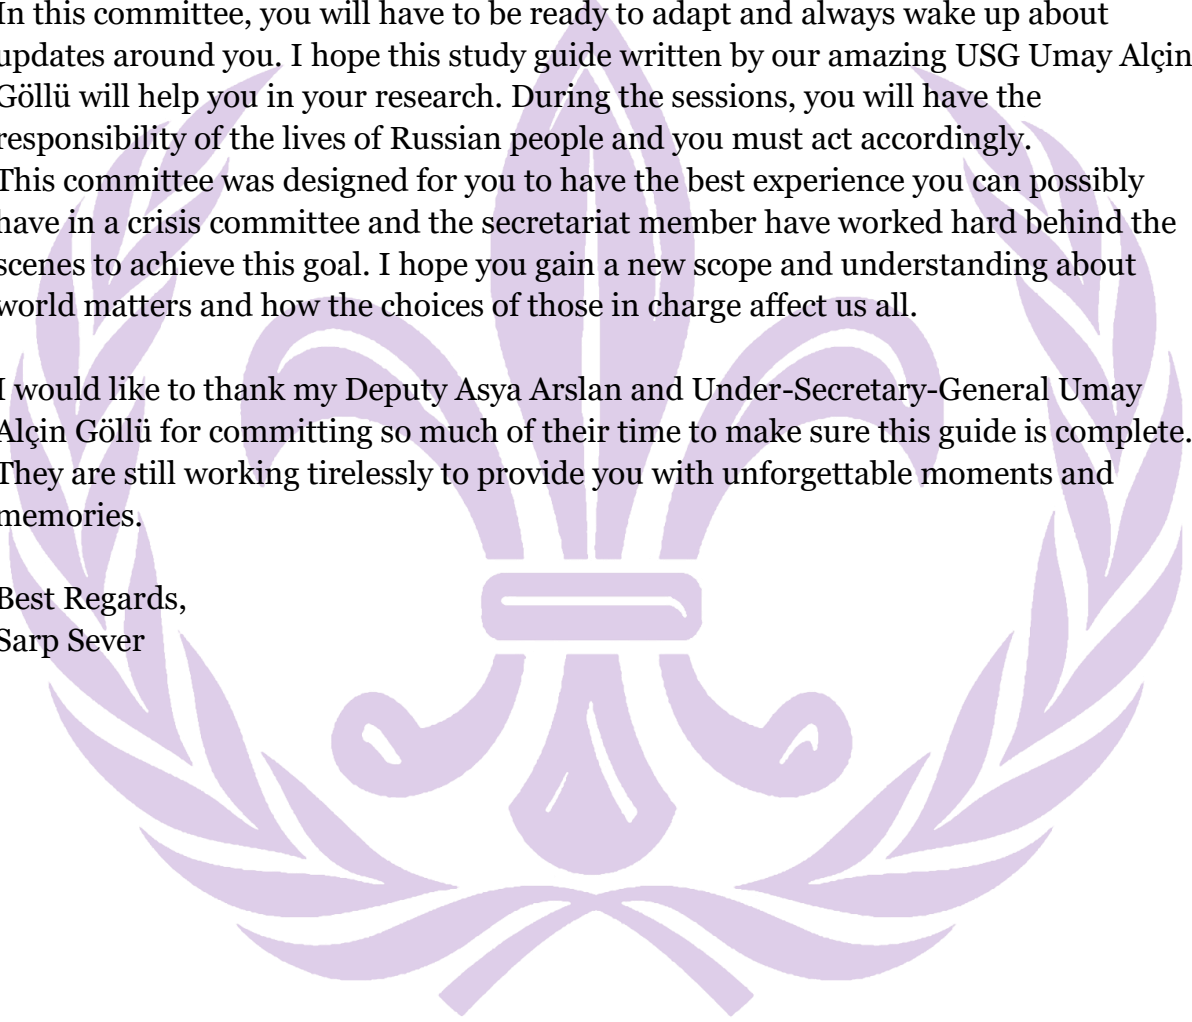 In this committee, you will have to be ready to adapt and always wake up about
updates around you. I hope this study guide written by our amazing USG Umay Alçin
Göllü will help you in your research. During the sessions, you will have the
responsibility of the lives of Russian people and you must act accordingly.
This committee was designed for you to have the best experience you can possibly
have in a crisis committee and the secretariat member have worked hard behind the
scenes to achieve this goal. I hope you gain a new scope and understanding about
world matters and how the choices of those in charge affect us all.
I would like to thank my Deputy Asya Arslan and Under-Secretary-General Umay
Alçin Göllü for committing so much of their time to make sure this guide is complete.
They are still working tirelessly to provide you with unforgettable moments and
memories.
Best Regards,
Sarp Sever